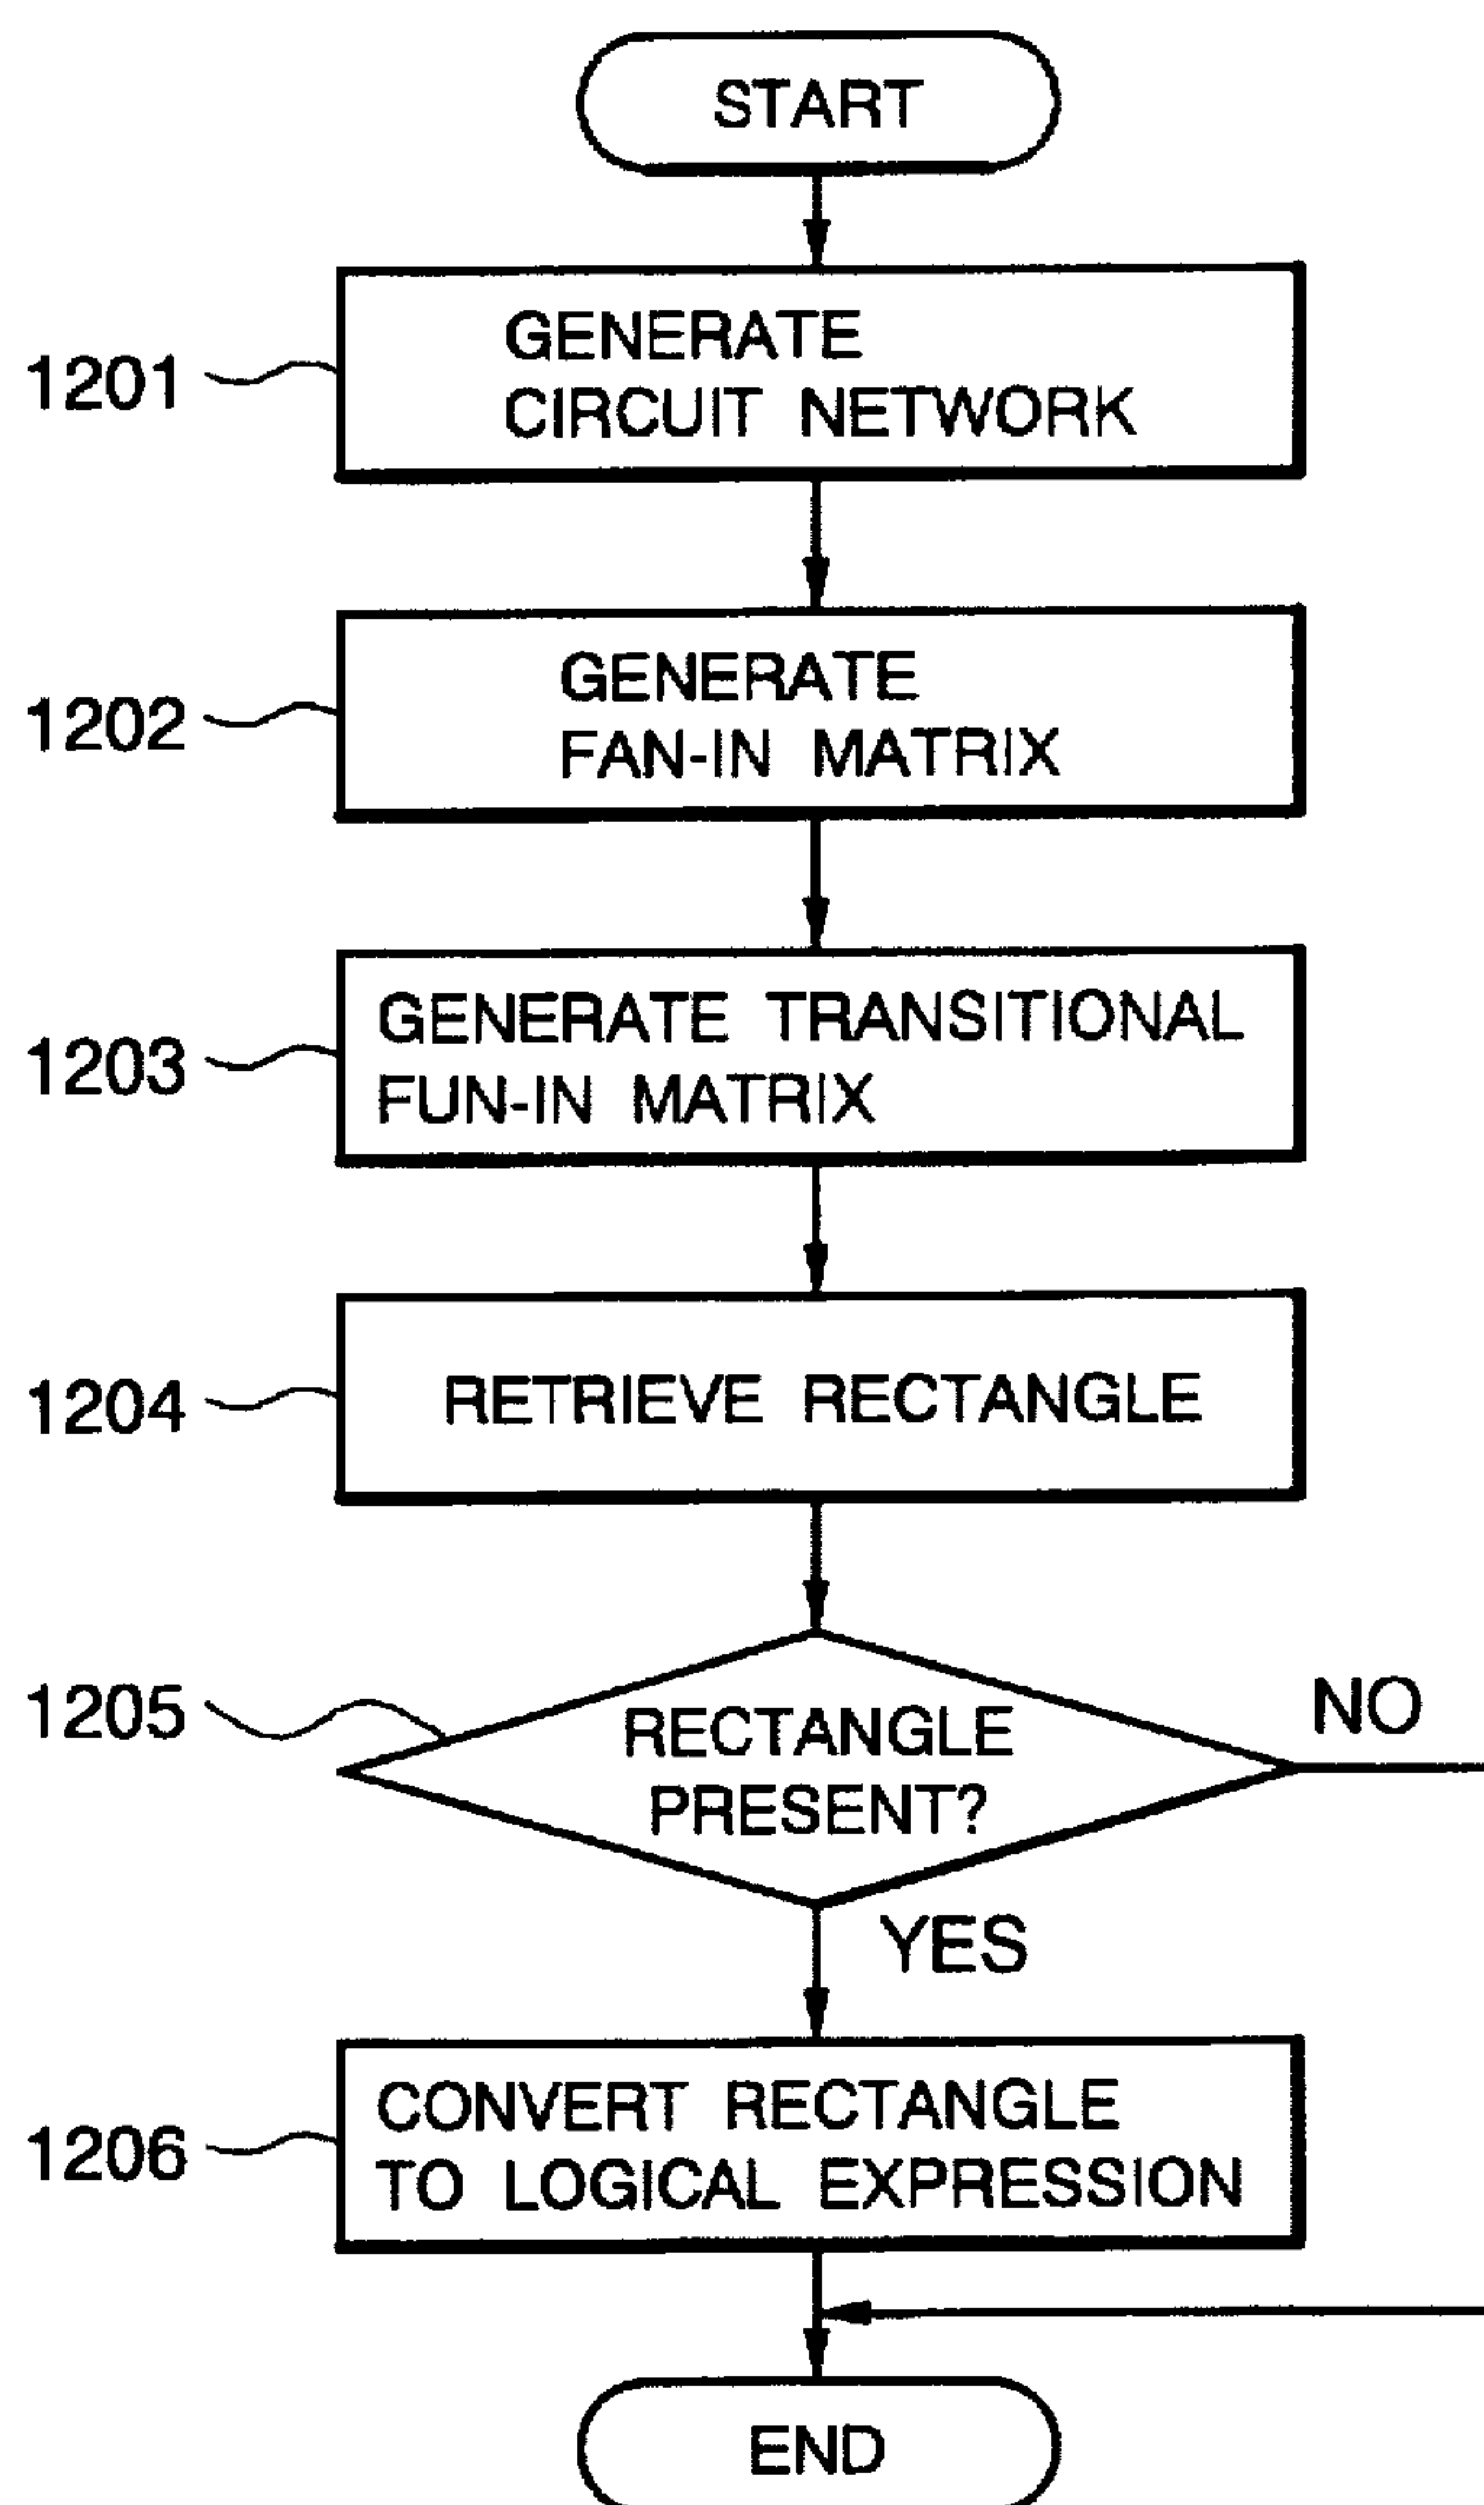 START
1201
GENERATE
CIRCUIT NETWORK
1202
GENERATE
FAN-IN MATRIX
1203
GENERATE TRANSITIONAL
FUN-IN MATRIX
1204
RETRIEVE RECTANGLE
1205
RECTANGLE
PRESENT?
NO
YES
1206
CONVERT RECTANGLE
TO LOGICAL EXPRESSION
END